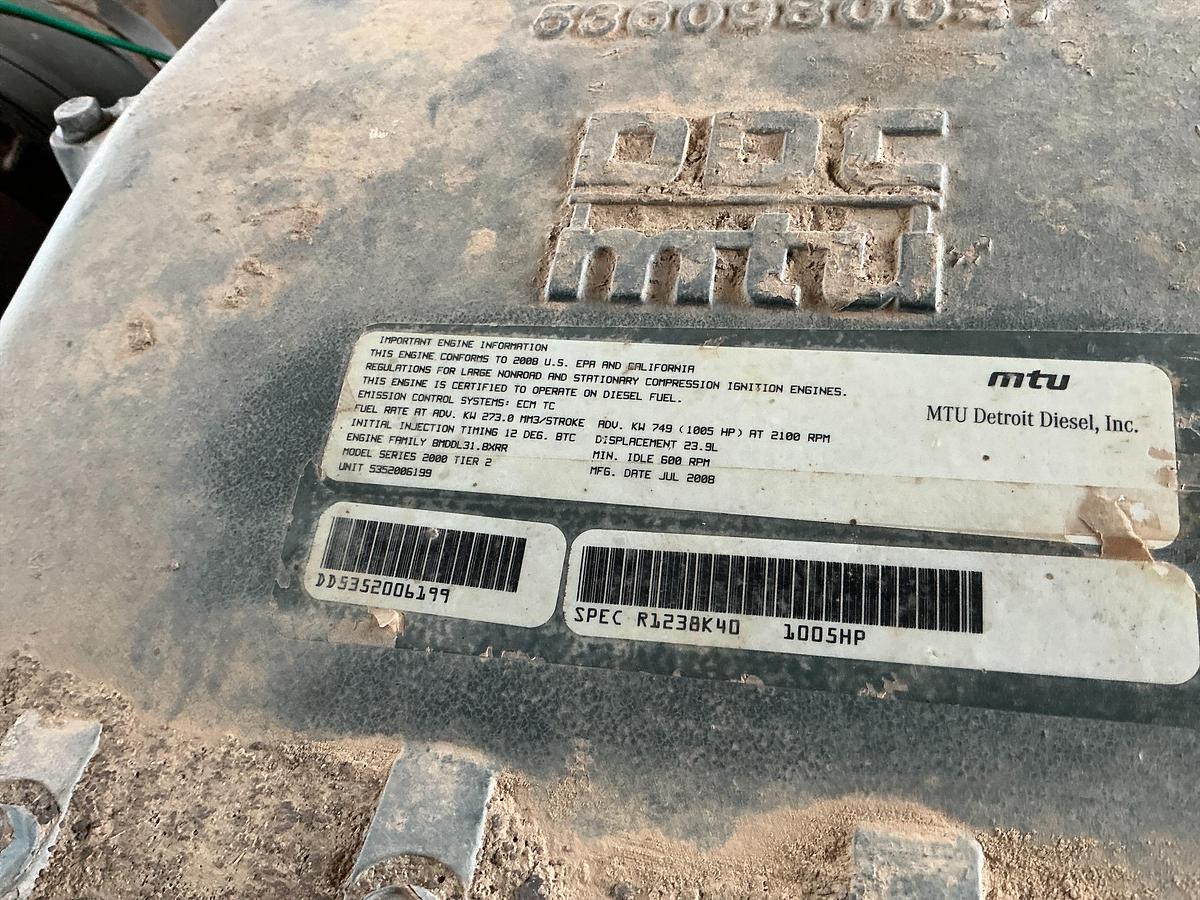 DDC
mtu
IMPORTANT ENGINE INFORMATION
THIS ENGINE CONFORMS TO 2008 U.S. EPA AND CALIFORNIA
REGULATIONS FOR LARGE NONROAD AND STATIONARY COMPRESSION IGNITION ENGINES.
THIS ENGINE IS CERTIFIED TO OPERATE ON DIESEL FUEL.
EMISSION CONTROL SYSTEMS: ECM TC
FUEL RATE AT ADV. KW 273.0 MM3/STROKE ADV. KW 749 (1005 HP) AT 2100 RPM
INITIAL INJECTION TIMING 12 DEG. BTC DISPLACEMENT 23.9L
ENGINE FAMILY 8MDDL31.8XRR MIN. IDLE 600 RPM
MODEL SERIES 2000 TIER 2 MFG. DATE JUL 2008
UNIT 5352006199
mtu
MTU Detroit Diesel, Inc.
DD5352006199
SPEC R1238K40 1005HP